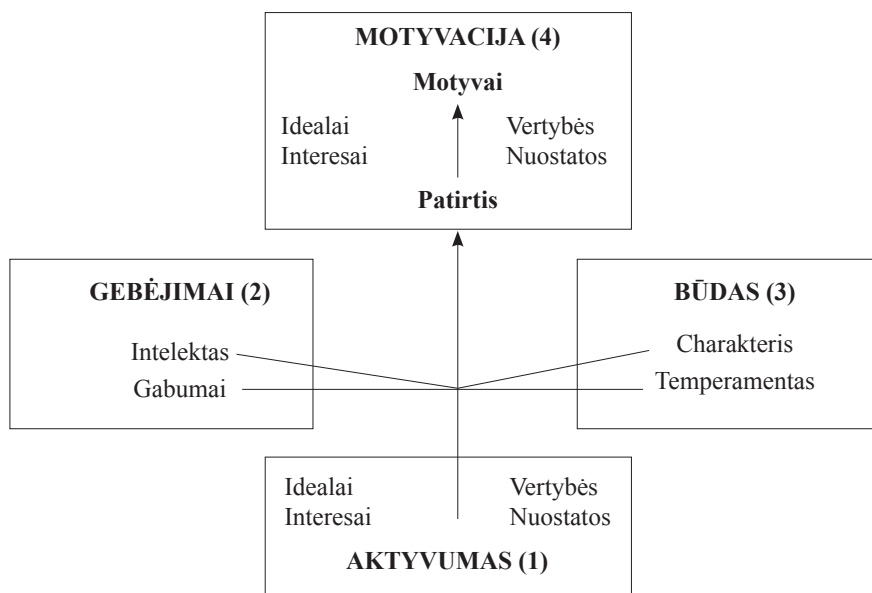 MOTYVACIJA (4)
Motyvai
Idealai
Interesai
Vertybės
Nuostatos
Patirtis
GEBĖJIMAI (2)
Intelektas
Gabumai
BŪDAS (3)
Charakteris
Temperamentas
Idealai
Interesai
Vertybės
Nuostatos
AKTYVUMAS (1)